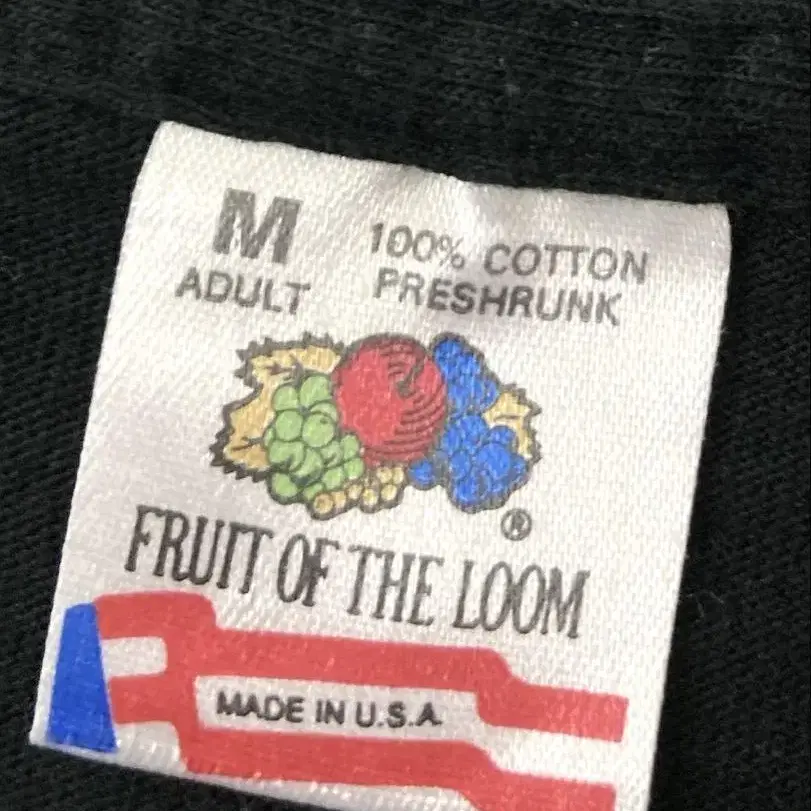 M
ADULT
100% COTTON
PRESHRUNK
®
FRUIT OF THE LOOM
MADE IN U.S.A.